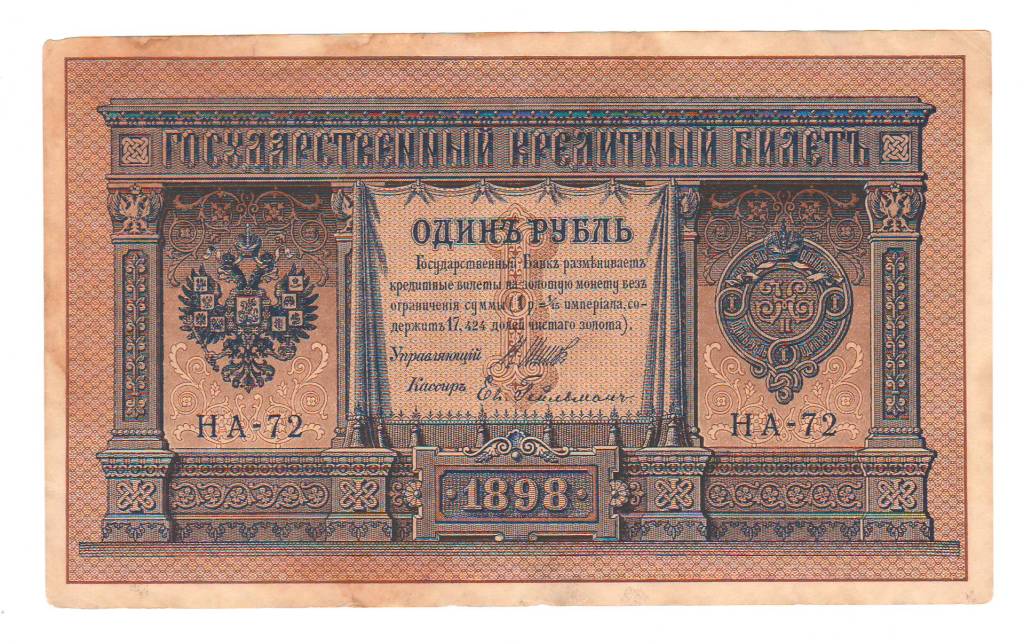 ГОСУДАРСТВЕННЫЙ КРЕДИТНЫЙ БИЛЕТЪ
ОДИНЪ РУБЛЬ
Государственный Банкъ размѣниваетъ
кредитные билеты на золотую монету безъ
ограниченія суммы (1 р. = 1/15 имперіала, со-
держитъ 17,424 долей чистаго золота).
Управляющій
Кассиръ
НА-72
НА-72
1898